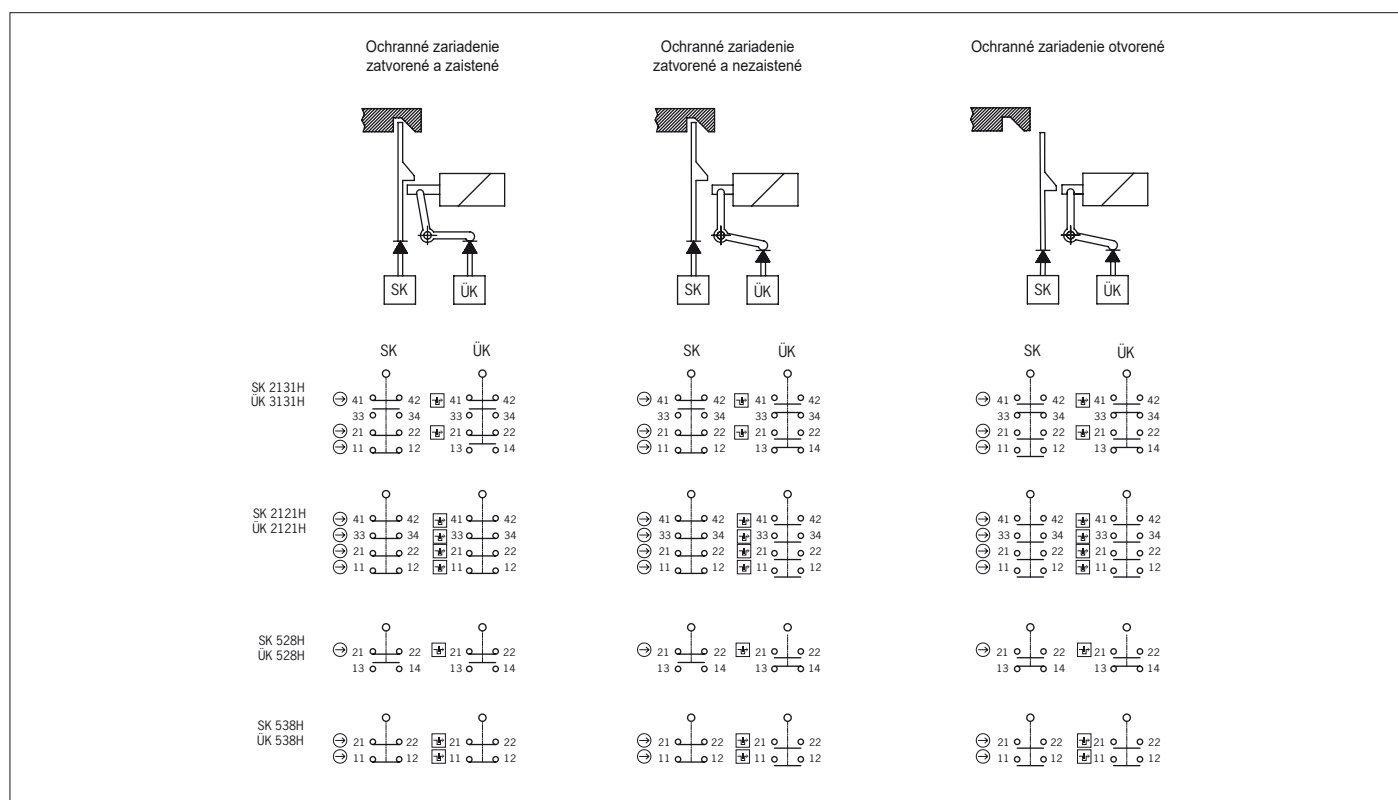 Ochranné zariadenie
zatvorené a zaistené
Ochranné zariadenie
zatvorené a nezaistené
Ochranné zariadenie otvorené
SK ÜK SK ÜK SK ÜK
SK ÜK SK ÜK SK ÜK
SK 2131H
ÜK 3131H
41 42 41 42 41 42 41 42 41 42 41 42
33 34 33 34 33 34 33 34 33 34 33 34
21 22 21 22 21 22 21 22 21 22 21 22
11 12 13 14 11 12 13 14 11 12 13 14
SK 2121H
ÜK 2121H
41 42 41 42 41 42 41 42 41 42 41 42
33 34 33 34 33 34 33 34 33 34 33 34
21 22 21 22 21 22 21 22 21 22 21 22
11 12 11 12 11 12 11 12 11 12 11 12
SK 528H
ÜK 528H
21 22 21 22 21 22 21 22 21 22 21 22
13 14 13 14 13 14 13 14 13 14 13 14
SK 538H
ÜK 538H
21 22 21 22 21 22 21 22 21 22 21 22
11 12 11 12 11 12 11 12 11 12 11 12